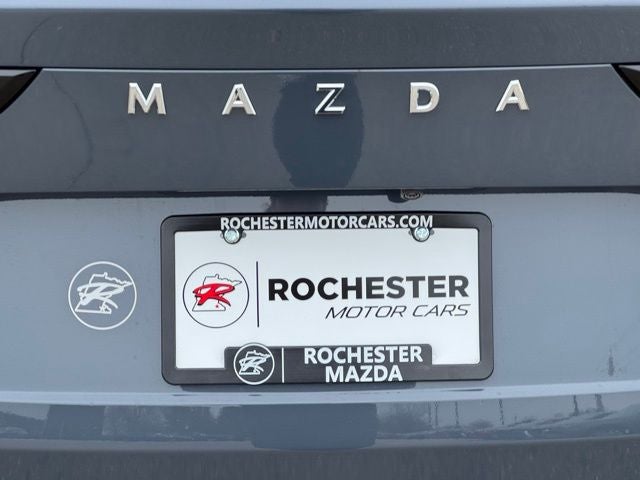 MAZDA
ROCHESTERMOTORCARS.COM
R
R
ROCHESTER
MOTOR CARS
R
ROCHESTER
MAZDA